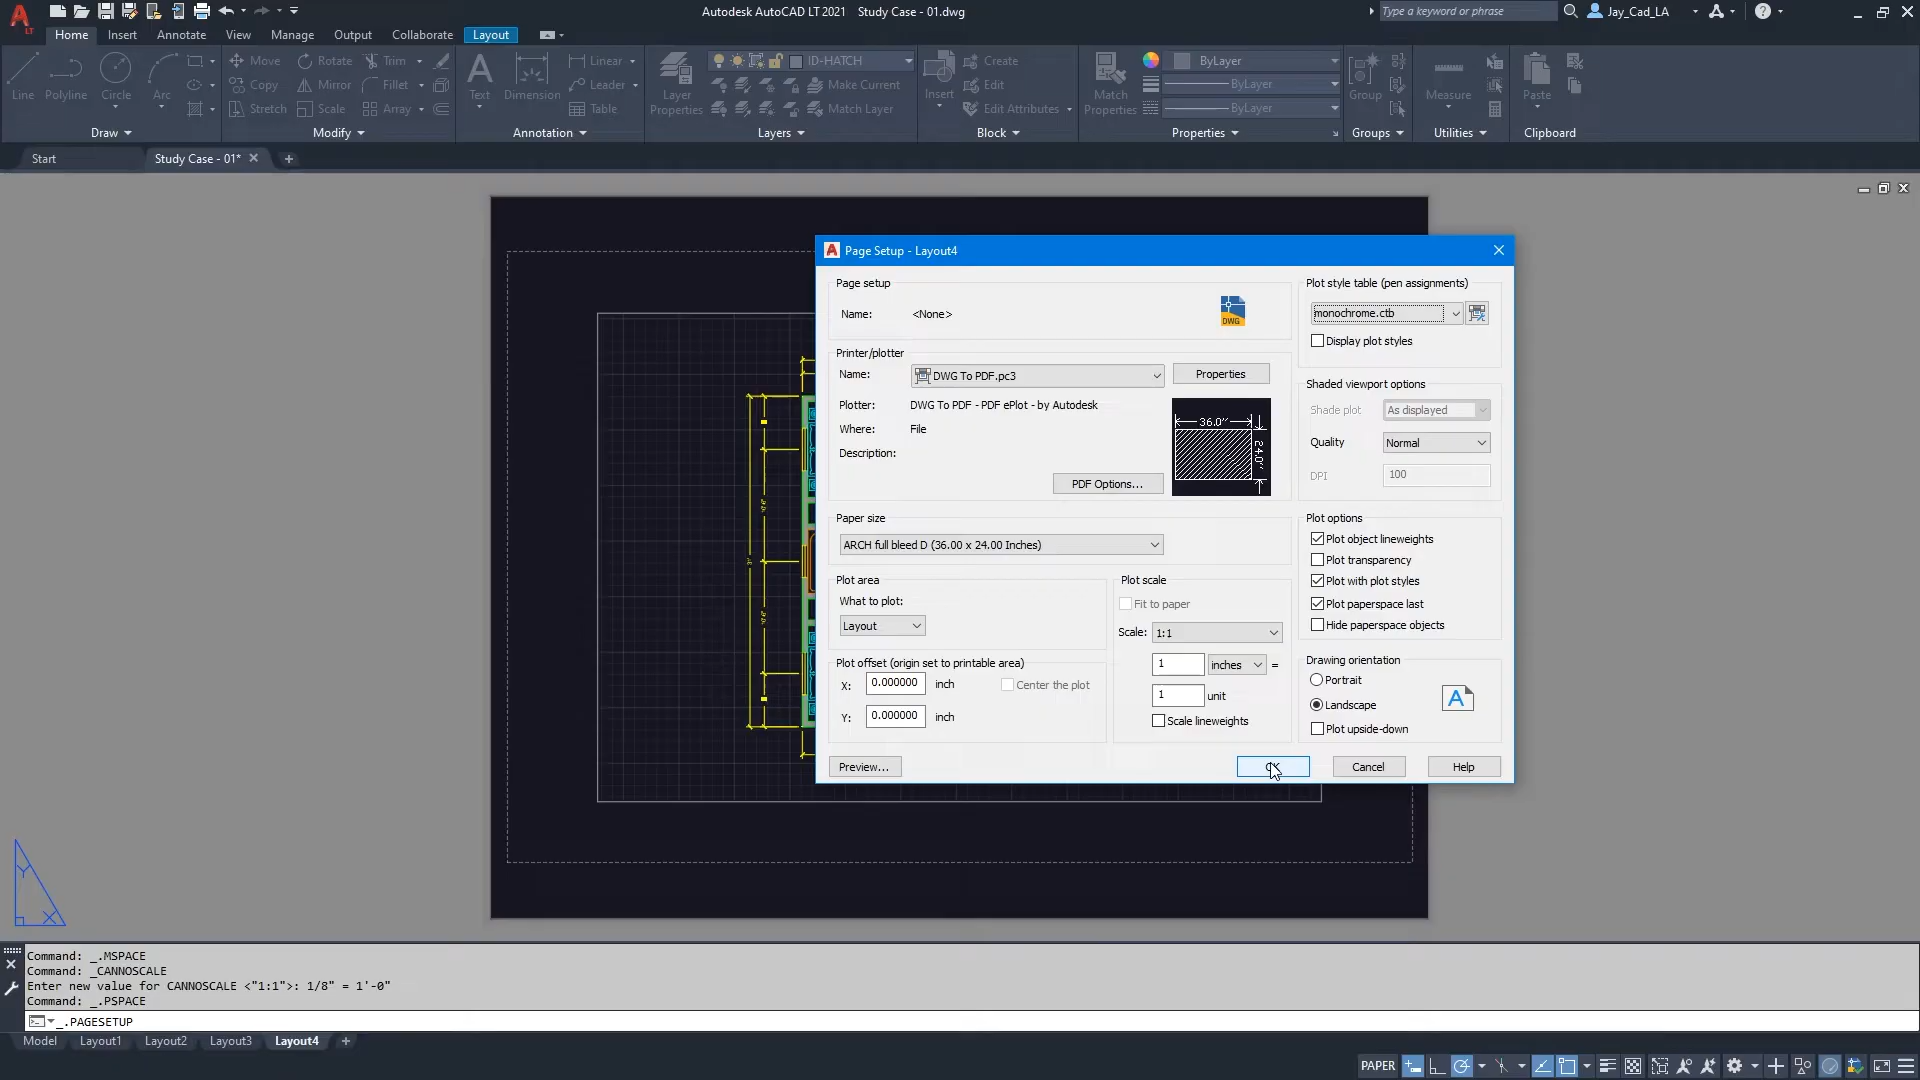 Autodesk AutoCAD LT 2021 Study Case - 01.dwg
Type a keyword or phrase
Jay_Cad_LA
LT
Home Insert Annotate View Manage Output Collaborate Layout
Line Polyline Circle Arc
Move Rotate Trim
Copy Mirror Fillet
Stretch Scale Array
Text Dimension
Linear
Leader
Table
Layer Properties
ID-HATCH
Make Current
Match Layer
Insert
Create
Edit
Edit Attributes
Match Properties
ByLayer
ByLayer
ByLayer
Group
Measure
Paste
Draw Modify Annotation Layers Block Properties Groups Utilities Clipboard
Start Study Case - 01*
Page Setup - Layout4
Page setup
Name: <None>
DWG
Printer/plotter
Name: DWG To PDF.pc3 Properties
Plotter: DWG To PDF - PDF ePlot - by Autodesk
Where: File
Description:
PDF Options...
36.0''
24.0''
Paper size
ARCH full bleed D (36.00 x 24.00 Inches)
Plot area
What to plot:
Layout
Plot offset (origin set to printable area)
X: 0.000000 inch Center the plot
Y: 0.000000 inch
Plot scale
Fit to paper
Scale: 1:1
1 inches =
1 unit
Scale lineweights
Plot style table (pen assignments)
monochrome.ctb
Display plot styles
Shaded viewport options
Shade plot As displayed
Quality Normal
DPI 100
Plot options
Plot object lineweights
Plot transparency
Plot with plot styles
Plot paperspace last
Hide paperspace objects
Drawing orientation
Portrait
Landscape
Plot upside-down
A
Preview... Cancel Help
Y
X
Command: _.MSPACE
Command: _CANNOSCALE
Enter new value for CANNOSCALE <"1:1">: 1/8" = 1'-0"
Command: _.PSPACE
_.PAGESETUP
Model Layout1 Layout2 Layout3 Layout4
PAPER